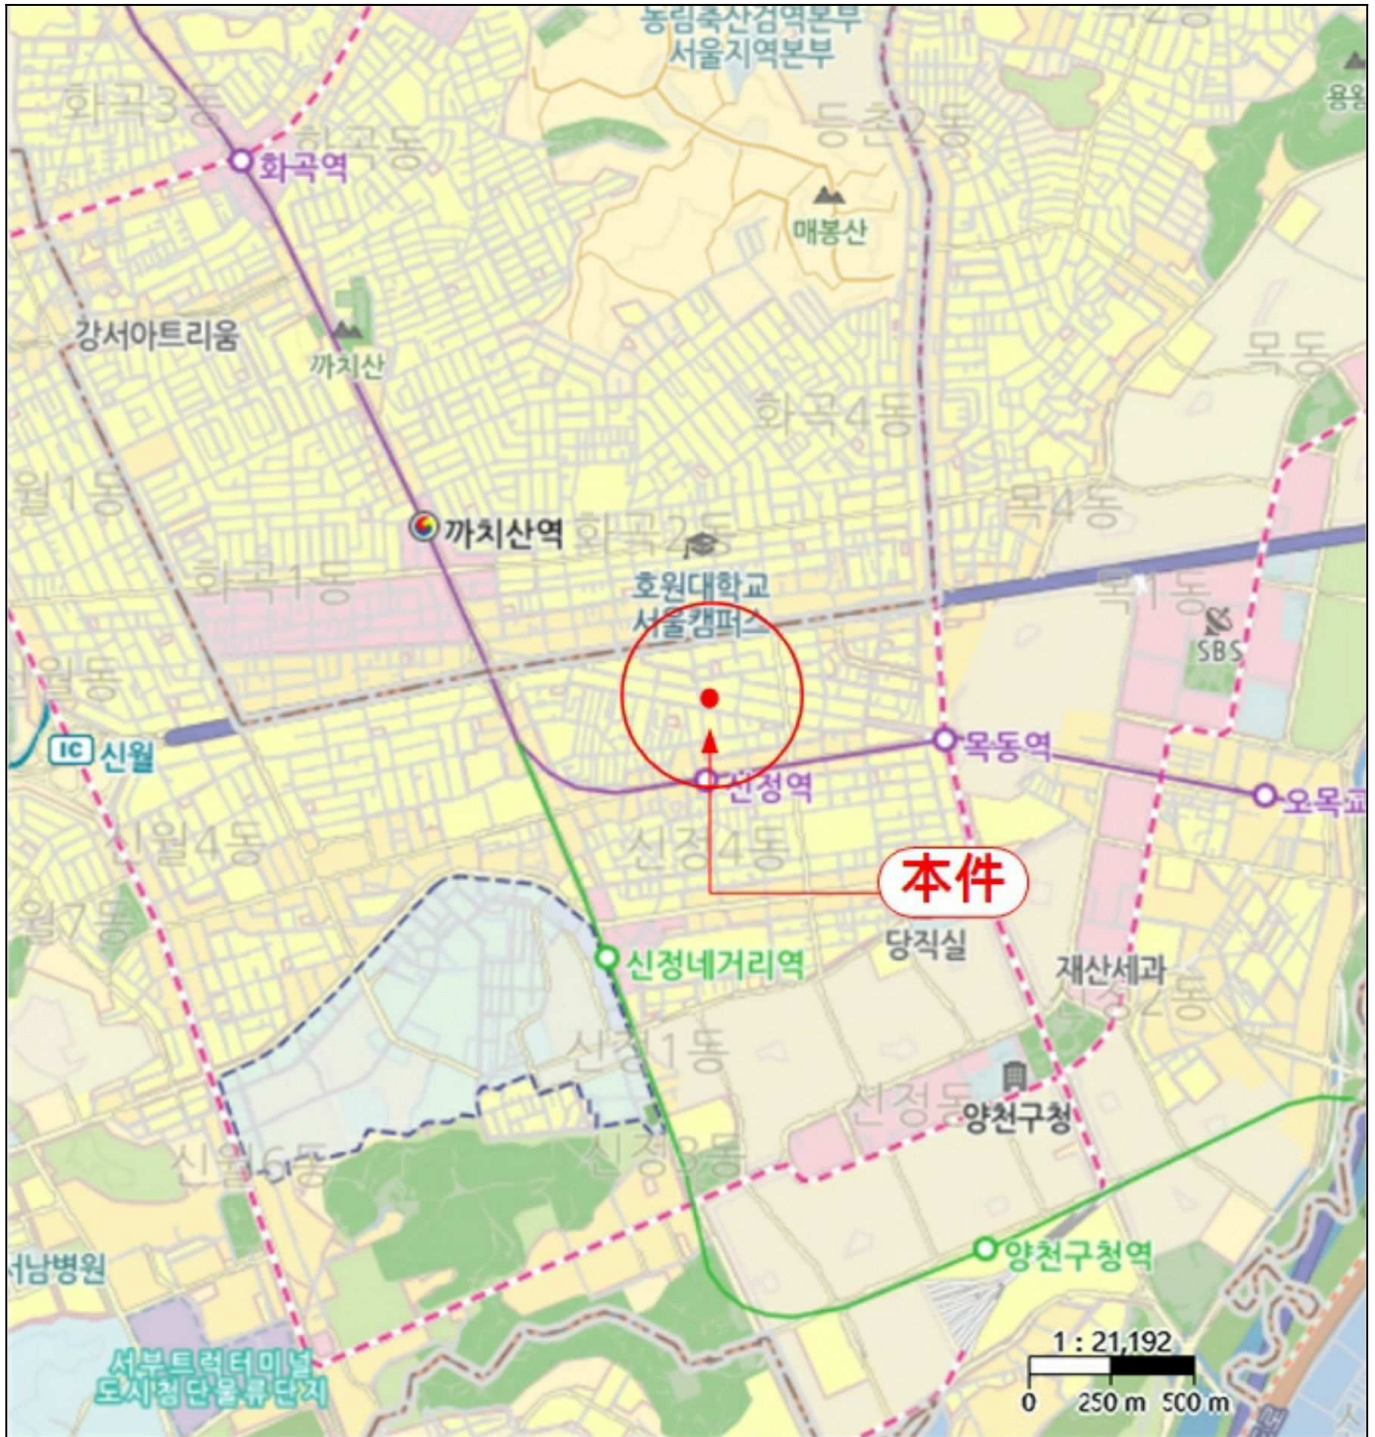 농림축산검역본부
서울지역본부
화곡3동
화곡동
등촌2동
화곡역
매봉산
강서아트리움
까치산
목동
화곡4동
월1동
목4동
까치산역
화곡2동
호원대학교
서울캠퍼스
화곡1동
목1동
SBS
월동
IC 신월
신정역
목동역
오목교
월4동
신정4동
本件
월7동
당직실
신정네거리역
재산세과
신정1동
신정동
양천구청
신월6동
신정3동
양천구청역
서남병원
서부트럭터미널
도시첨단물류단지
1 : 21,192
0 250 m 500 m